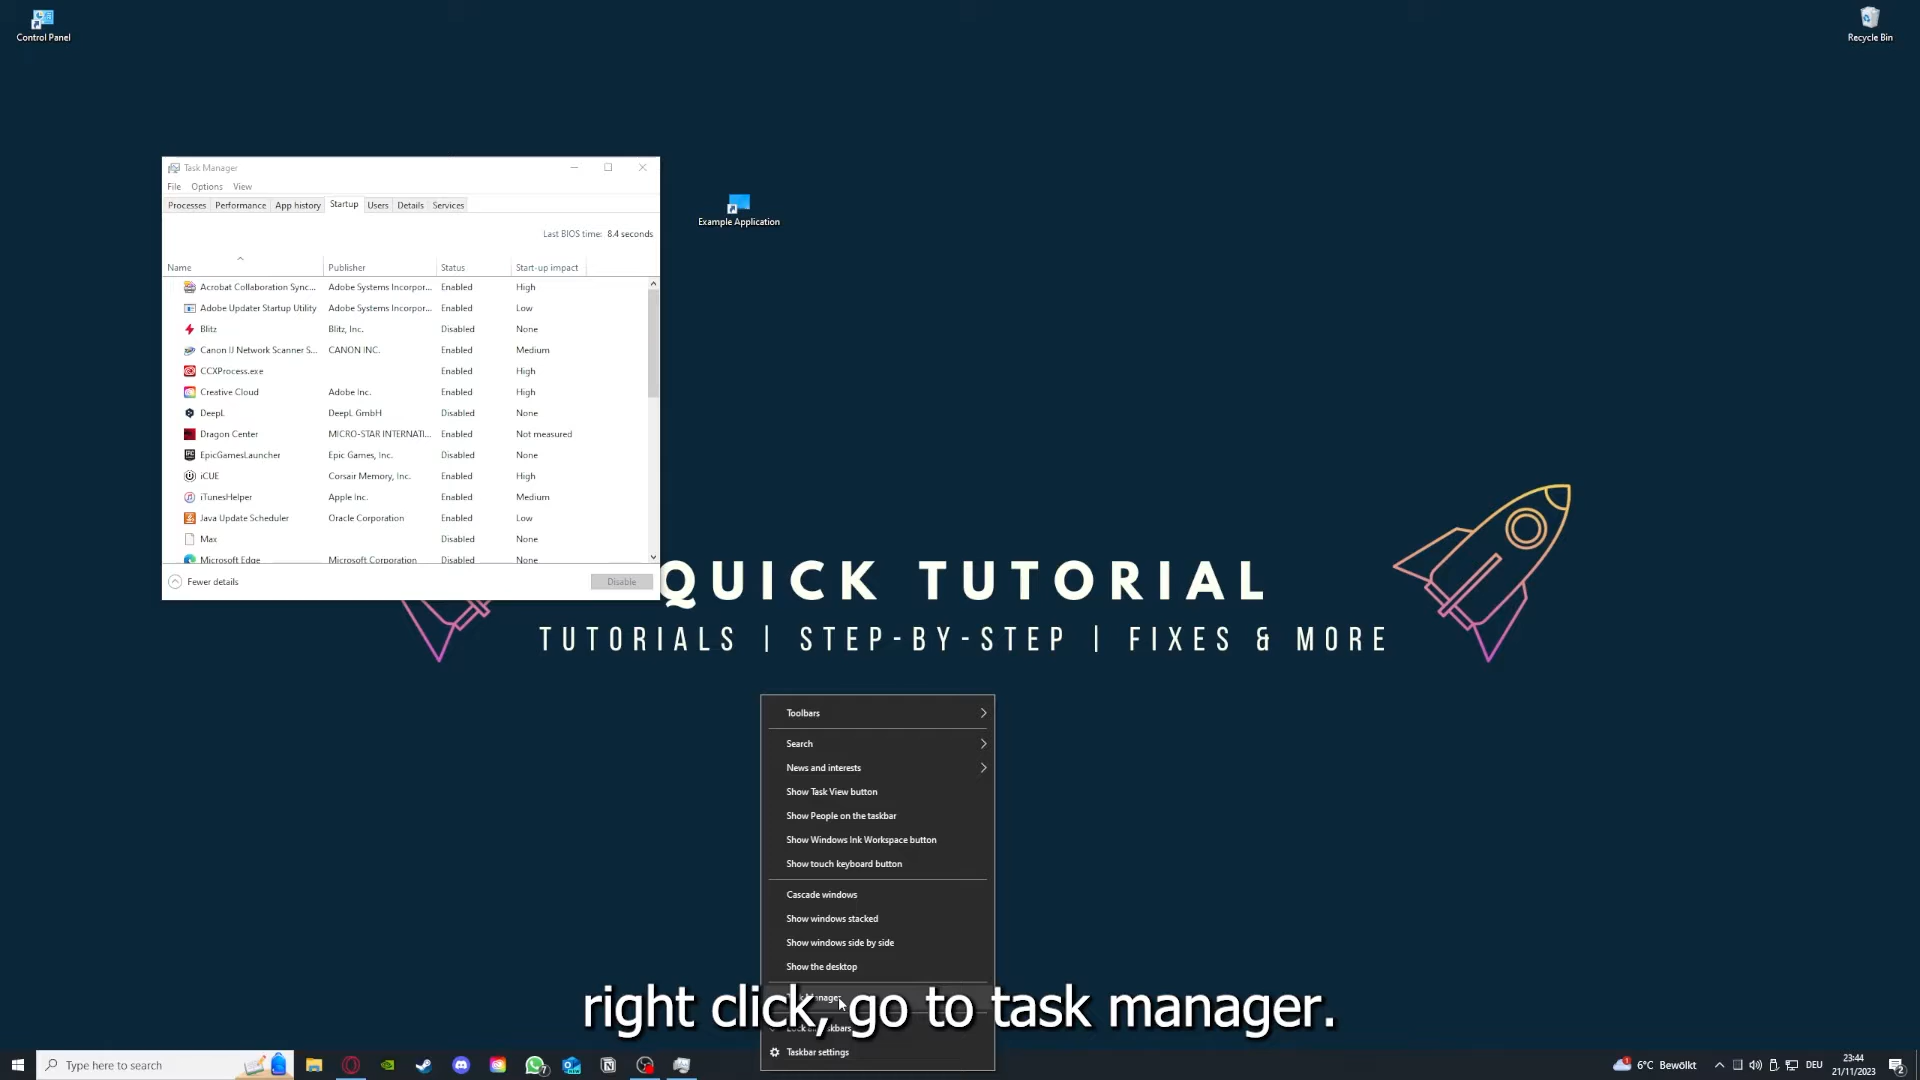 Control Panel
Recycle Bin
Task Manager
File Options View
Processes Performance App history Startup Users Details Services
Last BIOS time: 8.4 seconds
Name Publisher Status Start-up impact
Acrobat Collaboration Sync... Adobe Systems Incorpor... Enabled High
Adobe Updater Startup Utility Adobe Systems Incorpor... Enabled Low
Blitz Blitz, Inc. Disabled None
Canon IJ Network Scanner S... CANON INC. Enabled Medium
CCXProcess.exe Enabled High
Creative Cloud Adobe Inc. Enabled High
DeepL DeepL GmbH Disabled None
Dragon Center MICRO-STAR INTERNATI... Enabled Not measured
EpicGamesLauncher Epic Games, Inc. Disabled None
iCUE Corsair Memory, Inc. Enabled High
iTunesHelper Apple Inc. Enabled Medium
Java Update Scheduler Oracle Corporation Enabled Low
Max Disabled None
Microsoft Edge Microsoft Corporation Disabled None
Fewer details Disable
Example Application
QUICK TUTORIAL
TUTORIALS | STEP-BY-STEP | FIXES & MORE
Toolbars
Search
News and interests
Show Task View button
Show People on the taskbar
Show Windows Ink Workspace button
Show touch keyboard button
Cascade windows
Show windows stacked
Show windows side by side
Show the desktop
Manager
right click, go to task manager.
Taskbar settings
Type here to search
7
1
6°C Bewölkt
DEU
23:44
21/11/2023
2